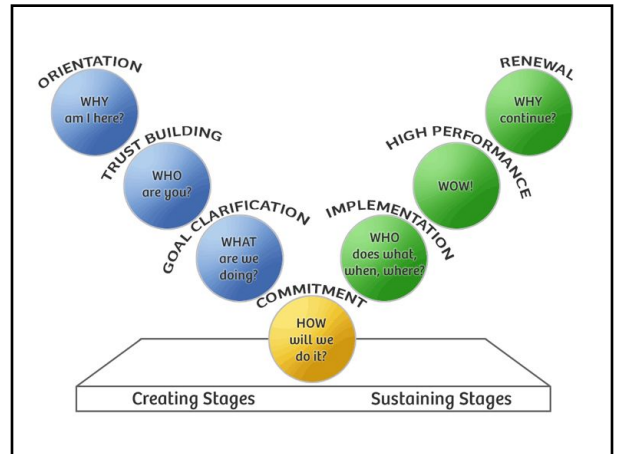 ORIENTATION
WHY
am I here?
TRUST BUILDING
WHO
are you?
GOAL CLARIFICATION
WHAT
are we
doing?
COMMITMENT
HOW
will we
do it?
IMPLEMENTATION
WHO
does what,
when, where?
HIGH PERFORMANCE
WOW!
RENEWAL
WHY
continue?
Creating Stages
Sustaining Stages